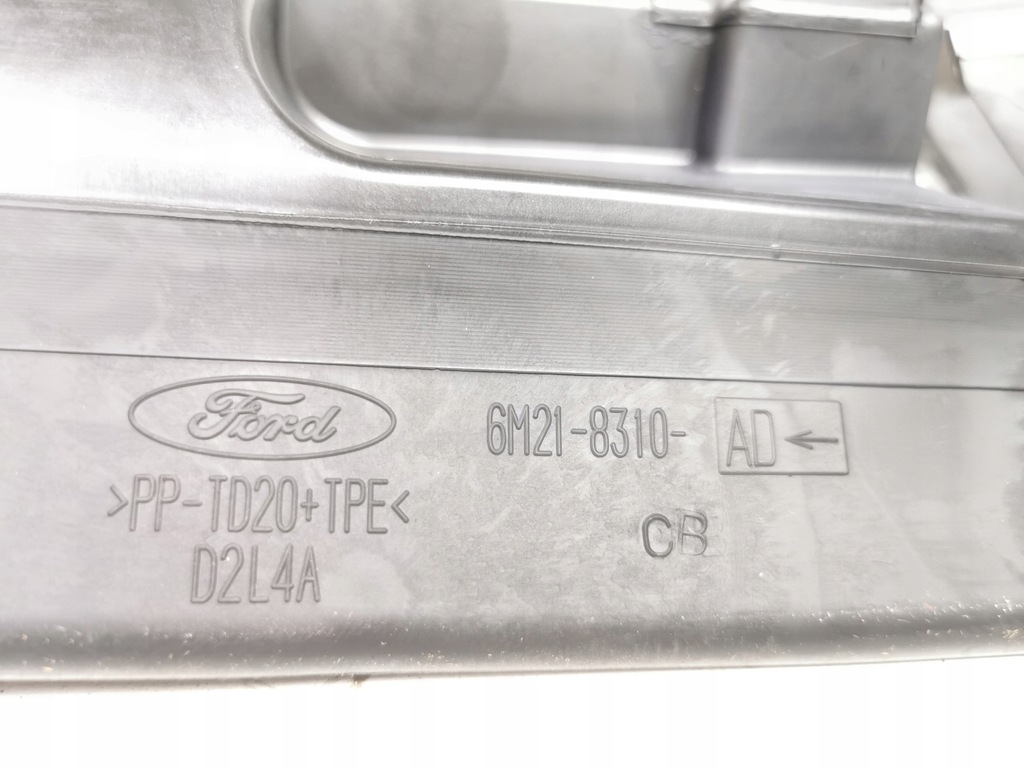 Ford
6M21-8310- AD←
>PP-TD20+TPE<
CB
D2L4A